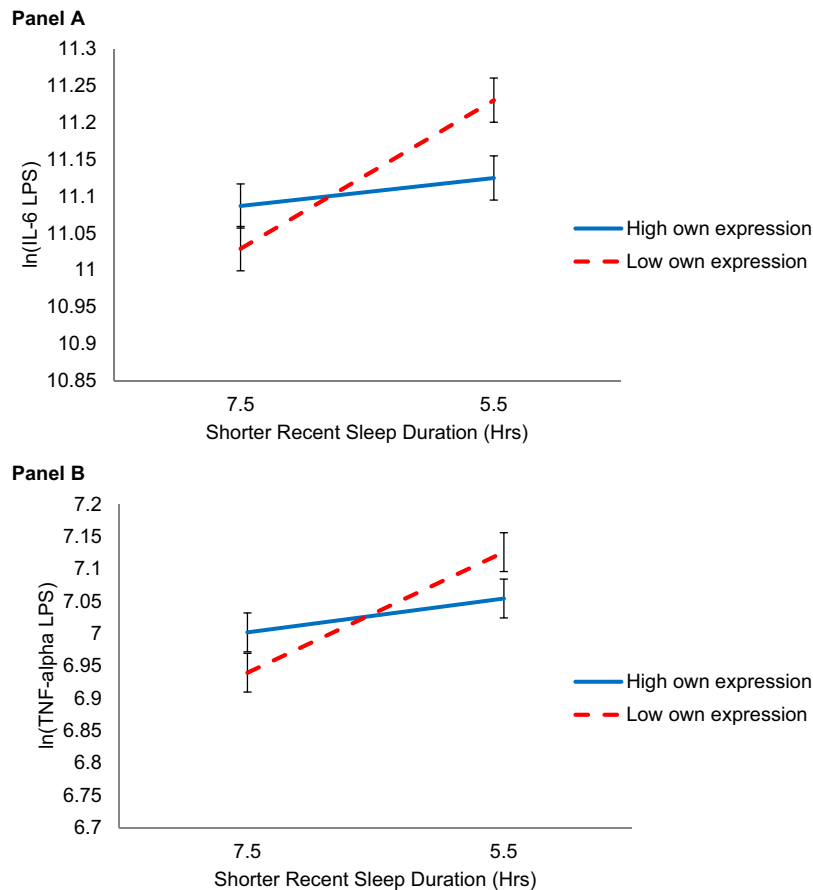 Panel A
11.3
11.25
11.2
11.15
11.1
11.05
11
10.95
10.9
10.85
ln(IL-6 LPS)
7.5 5.5
Shorter Recent Sleep Duration (Hrs)
High own expression
Low own expression
Panel B
7.2
7.15
7.1
7.05
7
6.95
6.9
6.85
6.8
6.75
6.7
ln(TNF-alpha LPS)
7.5 5.5
Shorter Recent Sleep Duration (Hrs)
High own expression
Low own expression